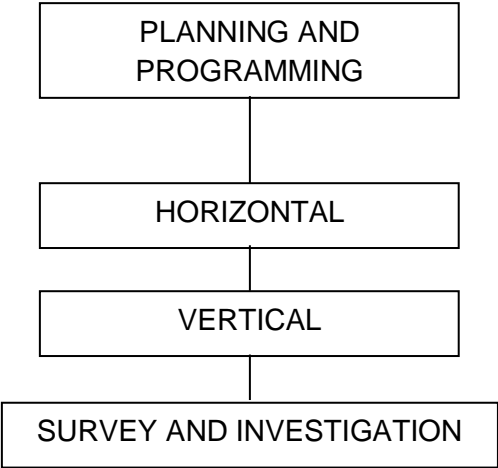 PLANNING AND
PROGRAMMING
HORIZONTAL
VERTICAL
SURVEY AND INVESTIGATION